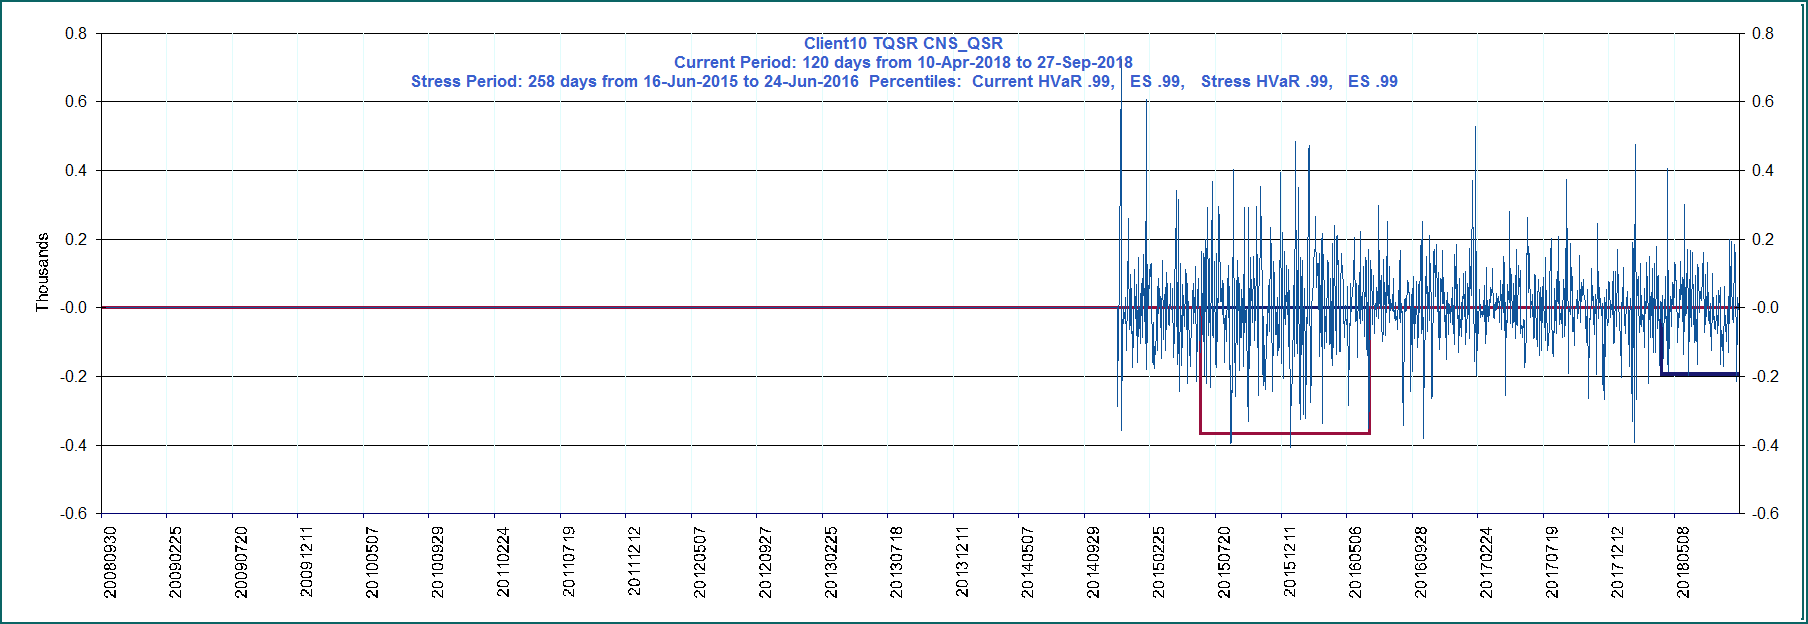 Client10 TQSR CNS_QSR
Current Period: 120 days from 10-Apr-2018 to 27-Sep-2018
Stress Period: 258 days from 16-Jun-2015 to 24-Jun-2016  Percentiles:  Current HVaR .99,   ES .99,   Stress HVaR .99,   ES .99
0.8 0.8
0.6 0.6
0.4 0.4
0.2 0.2
-0.0 -0.0
-0.2 -0.2
-0.4 -0.4
-0.6 -0.6
Thousands
20080930 20090225 20090720 20091211 20100507 20100929 20110224 20110719 20111212 20120507 20120927 20130225 20130718 20131211 20140507 20140929 20150225 20150720 20151211 20160506 20160928 20170224 20170719 20171212 20180508